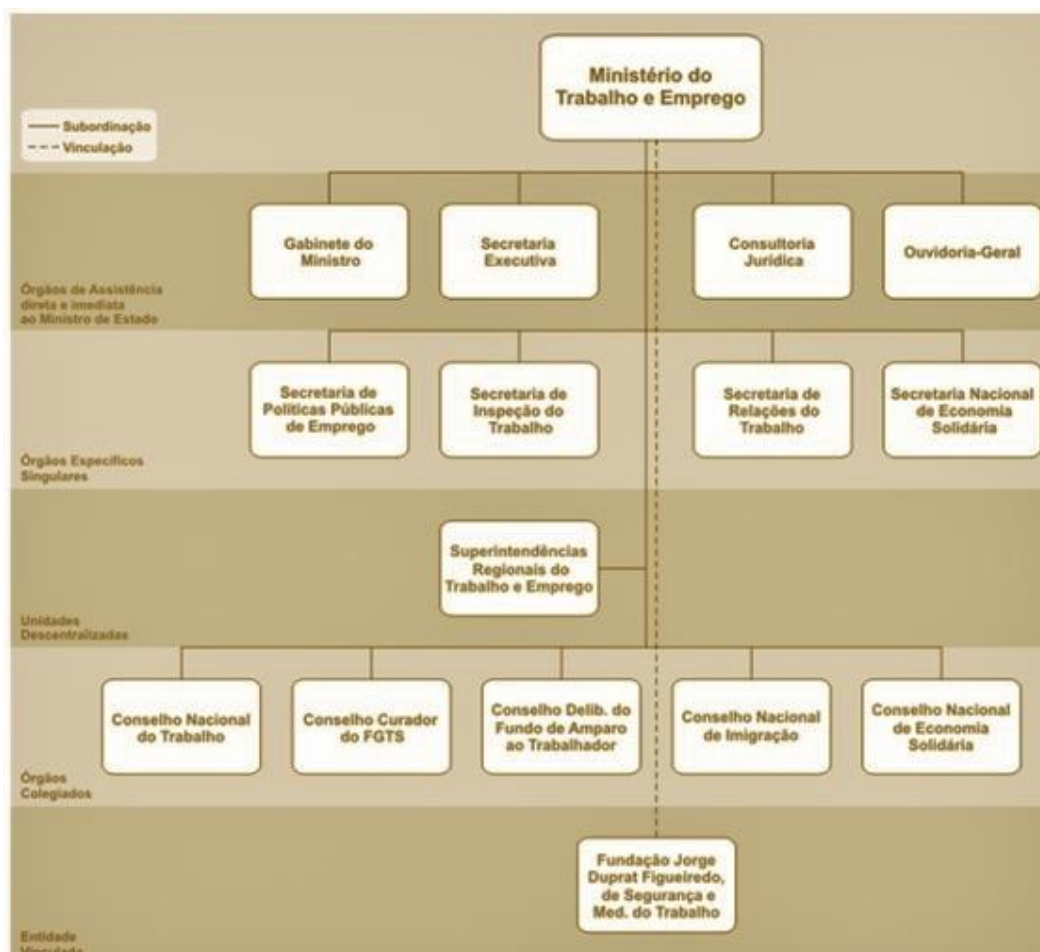 Ministério do
Trabalho e Emprego
Subordinação
Vinculação
Gabinete do
Ministro
Secretaria
Executiva
Consultoria
Jurídica
Ouvidoria-Geral
Órgãos de Assistência
direta e imediata
ao Ministro de Estado
Secretaria de
Políticas Públicas
de Emprego
Secretaria de
Inspeção do
Trabalho
Secretaria de
Relações do
Trabalho
Secretaria Nacional
de Economia
Solidária
Órgãos Específicos
Singulares
Superintendências
Regionais do
Trabalho e Emprego
Unidades
Descentralizadas
Conselho Nacional
do Trabalho
Conselho Curador
do FGTS
Conselho Delib. do
Fundo de Amparo
ao Trabalhador
Conselho Nacional
de Imigração
Conselho Nacional
de Economia
Solidária
Órgãos
Colegiados
Fundação Jorge
Duprat Figueiredo,
de Segurança e
Med. do Trabalho
Entidade
Vinculada